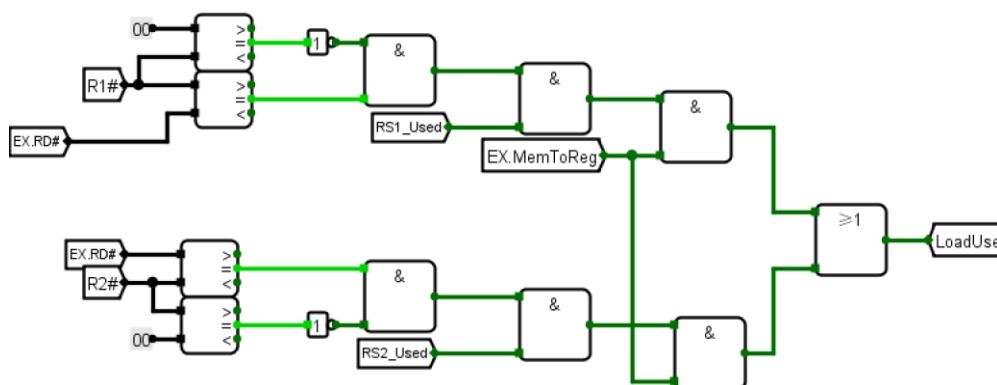 00
>
=
<
1
&
R1#
>
=
<
&
EX.RD#
RS1_Used
&
EX.MemToReg
≥1
LoadUse
EX.RD#
>
=
<
&
R2#
>
=
<
1
&
00
RS2_Used
&